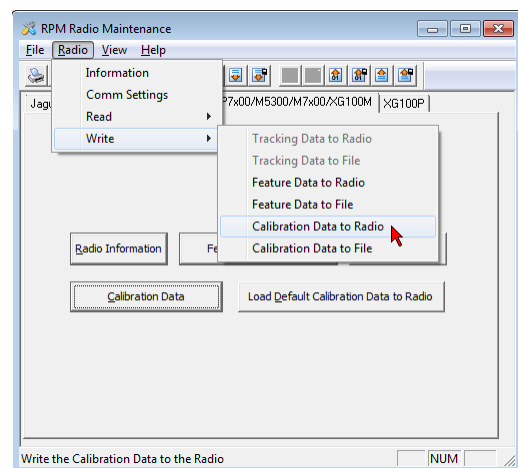 RPM Radio Maintenance
File Radio View Help
Information
Comm Settings
Read
Write
P7x00/M5300/M7x00/XG100M
XG100P
Tracking Data to Radio
Tracking Data to File
Feature Data to Radio
Feature Data to File
Calibration Data to Radio
Calibration Data to File
Radio Information
Calibration Data
Load Default Calibration Data to Radio
Write the Calibration Data to the Radio
NUM